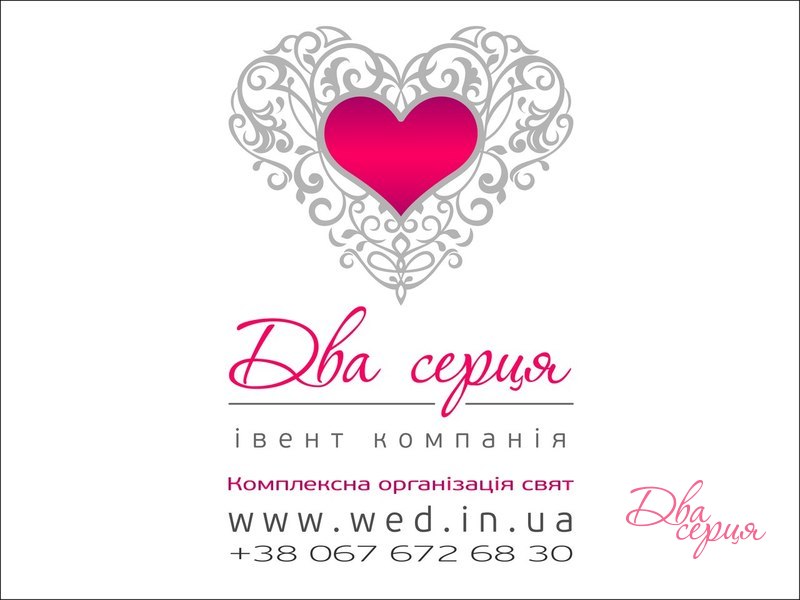 Два серця
івент компанія
Комплексна організація свят
www.wed.in.ua
+38 067 672 68 30
Два
серця